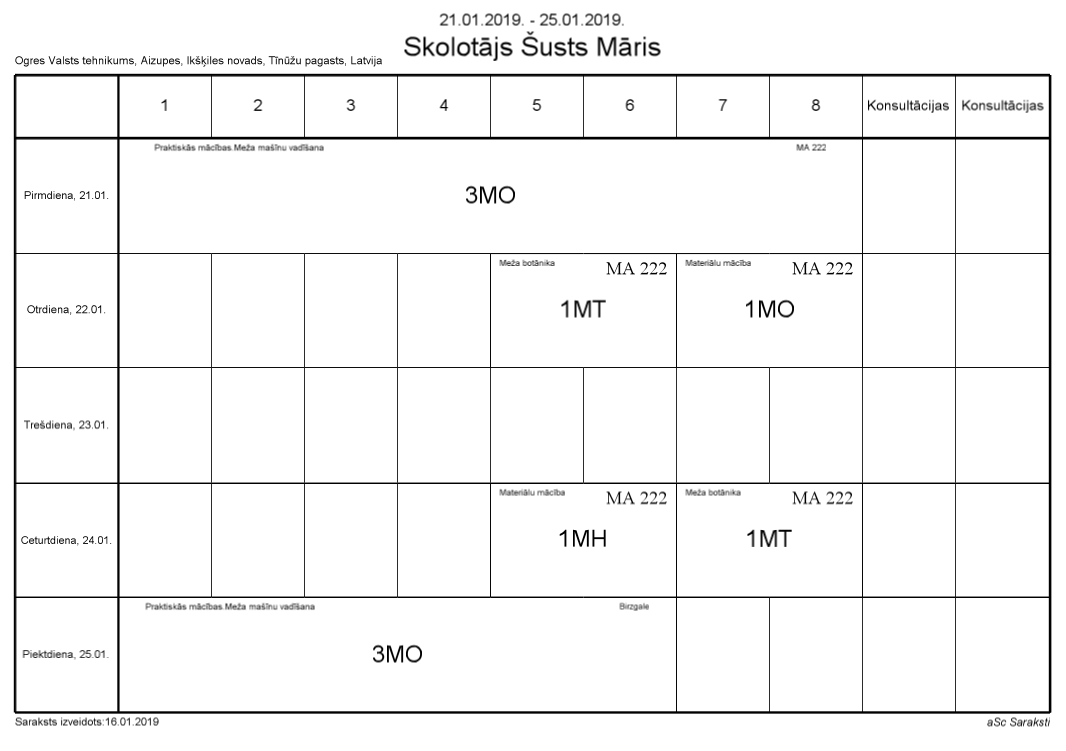 21.01.2019. - 25.01.2019.
Skolotājs Šusts Māris
Ogres Valsts tehnikums, Aizupes, Ikšķiles novads, Tīnūžu pagasts, Latvija
1 2 3 4 5 6 7 8 Konsultācijas Konsultācijas
Praktiskās mācības.Meža mašīnu vadīšana MA 222
Pirmdiena, 21.01. 3MO
Meža botānika MA 222 Materiālu mācība MA 222
Otrdiena, 22.01. 1MT 1MO
Trešdiena, 23.01.
Materiālu mācība MA 222 Meža botānika MA 222
Ceturtdiena, 24.01. 1MH 1MT
Praktiskās mācības.Meža mašīnu vadīšana Birzgale
Piektdiena, 25.01. 3MO
Saraksts izveidots:16.01.2019 aSc Saraksti